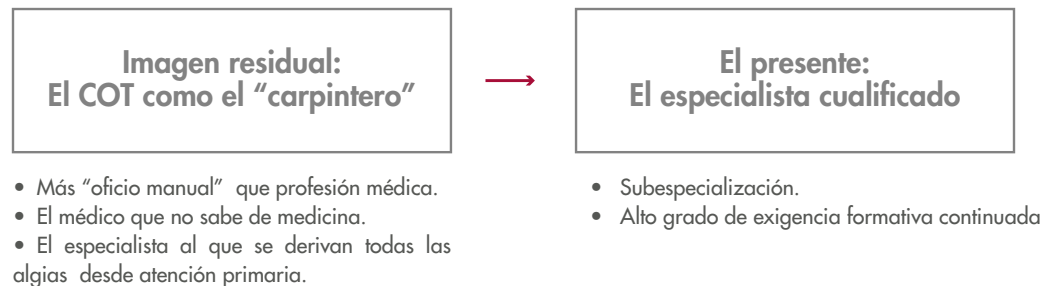 Imagen residual:
El COT como el “carpintero”
• Más “oficio manual” que profesión médica.
• El médico que no sabe de medicina.
• El especialista al que se derivan todas las
algias desde atención primaria.
El presente:
El especialista cualificado
• Subespecialización.
• Alto grado de exigencia formativa continuada